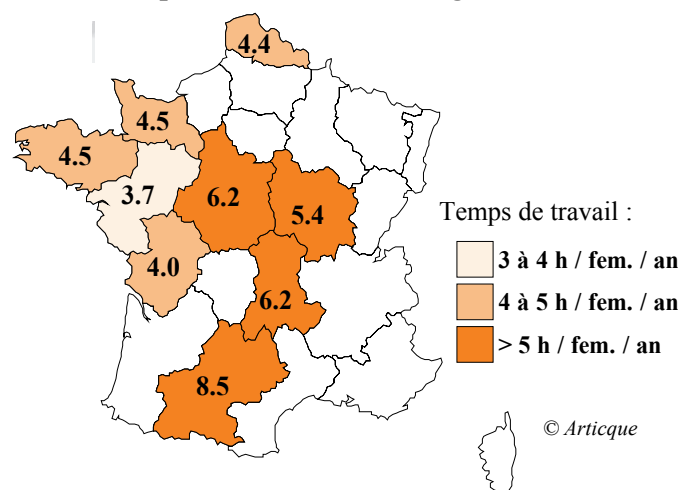 4.4
4.5
4.5
3.7
6.2
5.4
4.0
6.2
8.5
Temps de travail :
3 à 4 h / fem. / an
4 à 5 h / fem. / an
> 5 h / fem. / an
© Articque